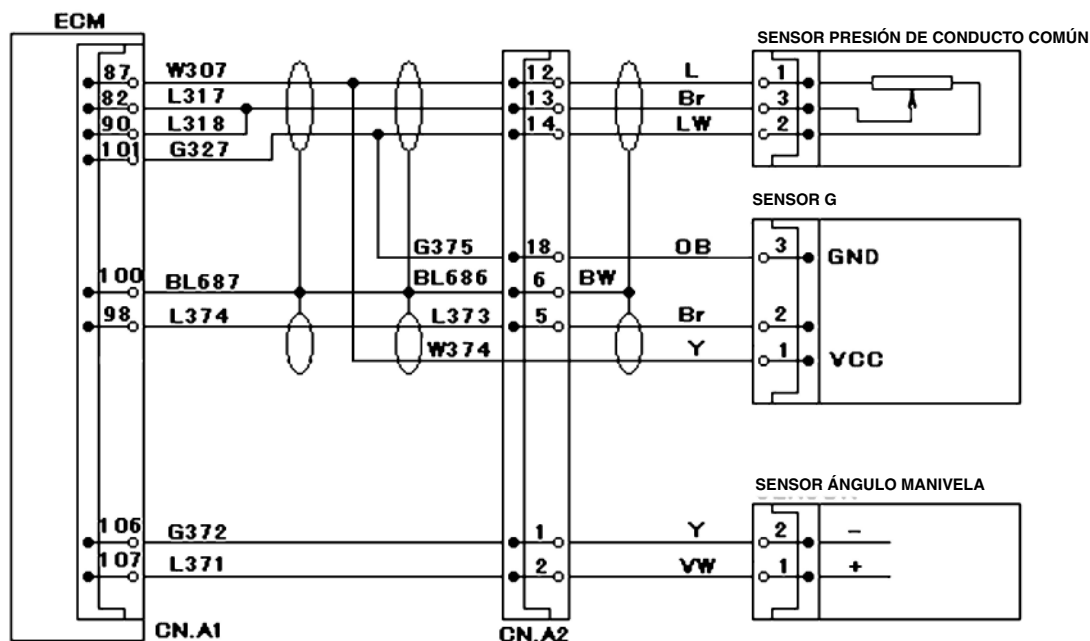 ECM
SENSOR PRESIÓN DE CONDUCTO COMÚN
87 W307 12 L 1
82 L317 13 Br 3
90 L318 14 LW 2
101 G327
SENSOR G
G375 18 OB 3 GND
100 BL687 BL686 6 BW
98 L374 L373 5 Br 2
W374 Y 1 VCC
SENSOR ÁNGULO MANIVELA
106 G372 1 Y 2 -
107 L371 2 VW 1 +
CN.A1 CN.A2